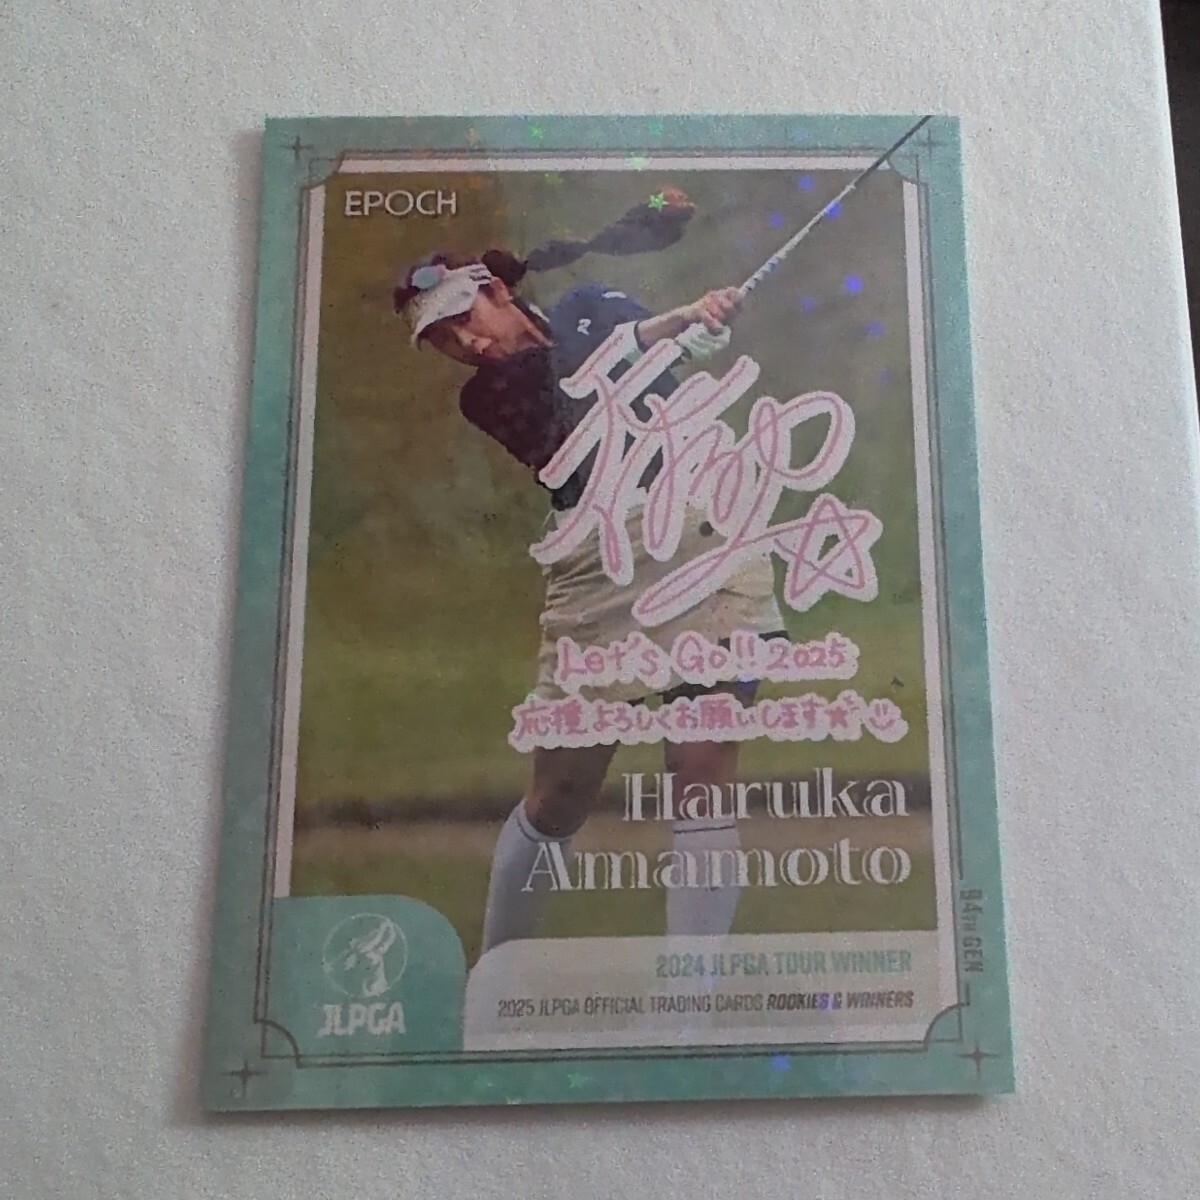 EPOCH
2
Let's Go!! 2025
応援よろしくお願いします★
Haruka
Amamoto
94TH GEN
JLPGA
2024 JLPGA TOUR WINNER
2025 JLPGA OFFICIAL TRADING CARDS ROOKIES & WINNERS